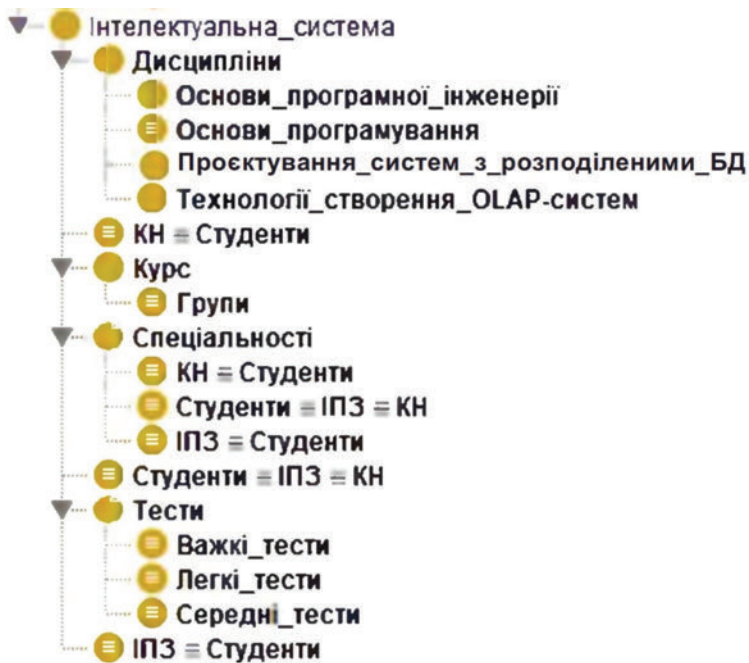 Інтелектуальна_система
Дисципліни
Основи_програмної_інженерії
Основи_програмування
Проєктування_систем_з_розподіленими_БД
Технології_створення_OLAP-систем
КН ≡ Студенти
Курс
Групи
Спеціальності
КН ≡ Студенти
Студенти ≡ ІПЗ ≡ КН
ІПЗ ≡ Студенти
Студенти ≡ ІПЗ ≡ КН
Тести
Важкі_тести
Легкі_тести
Середні_тести
ІПЗ ≡ Студенти